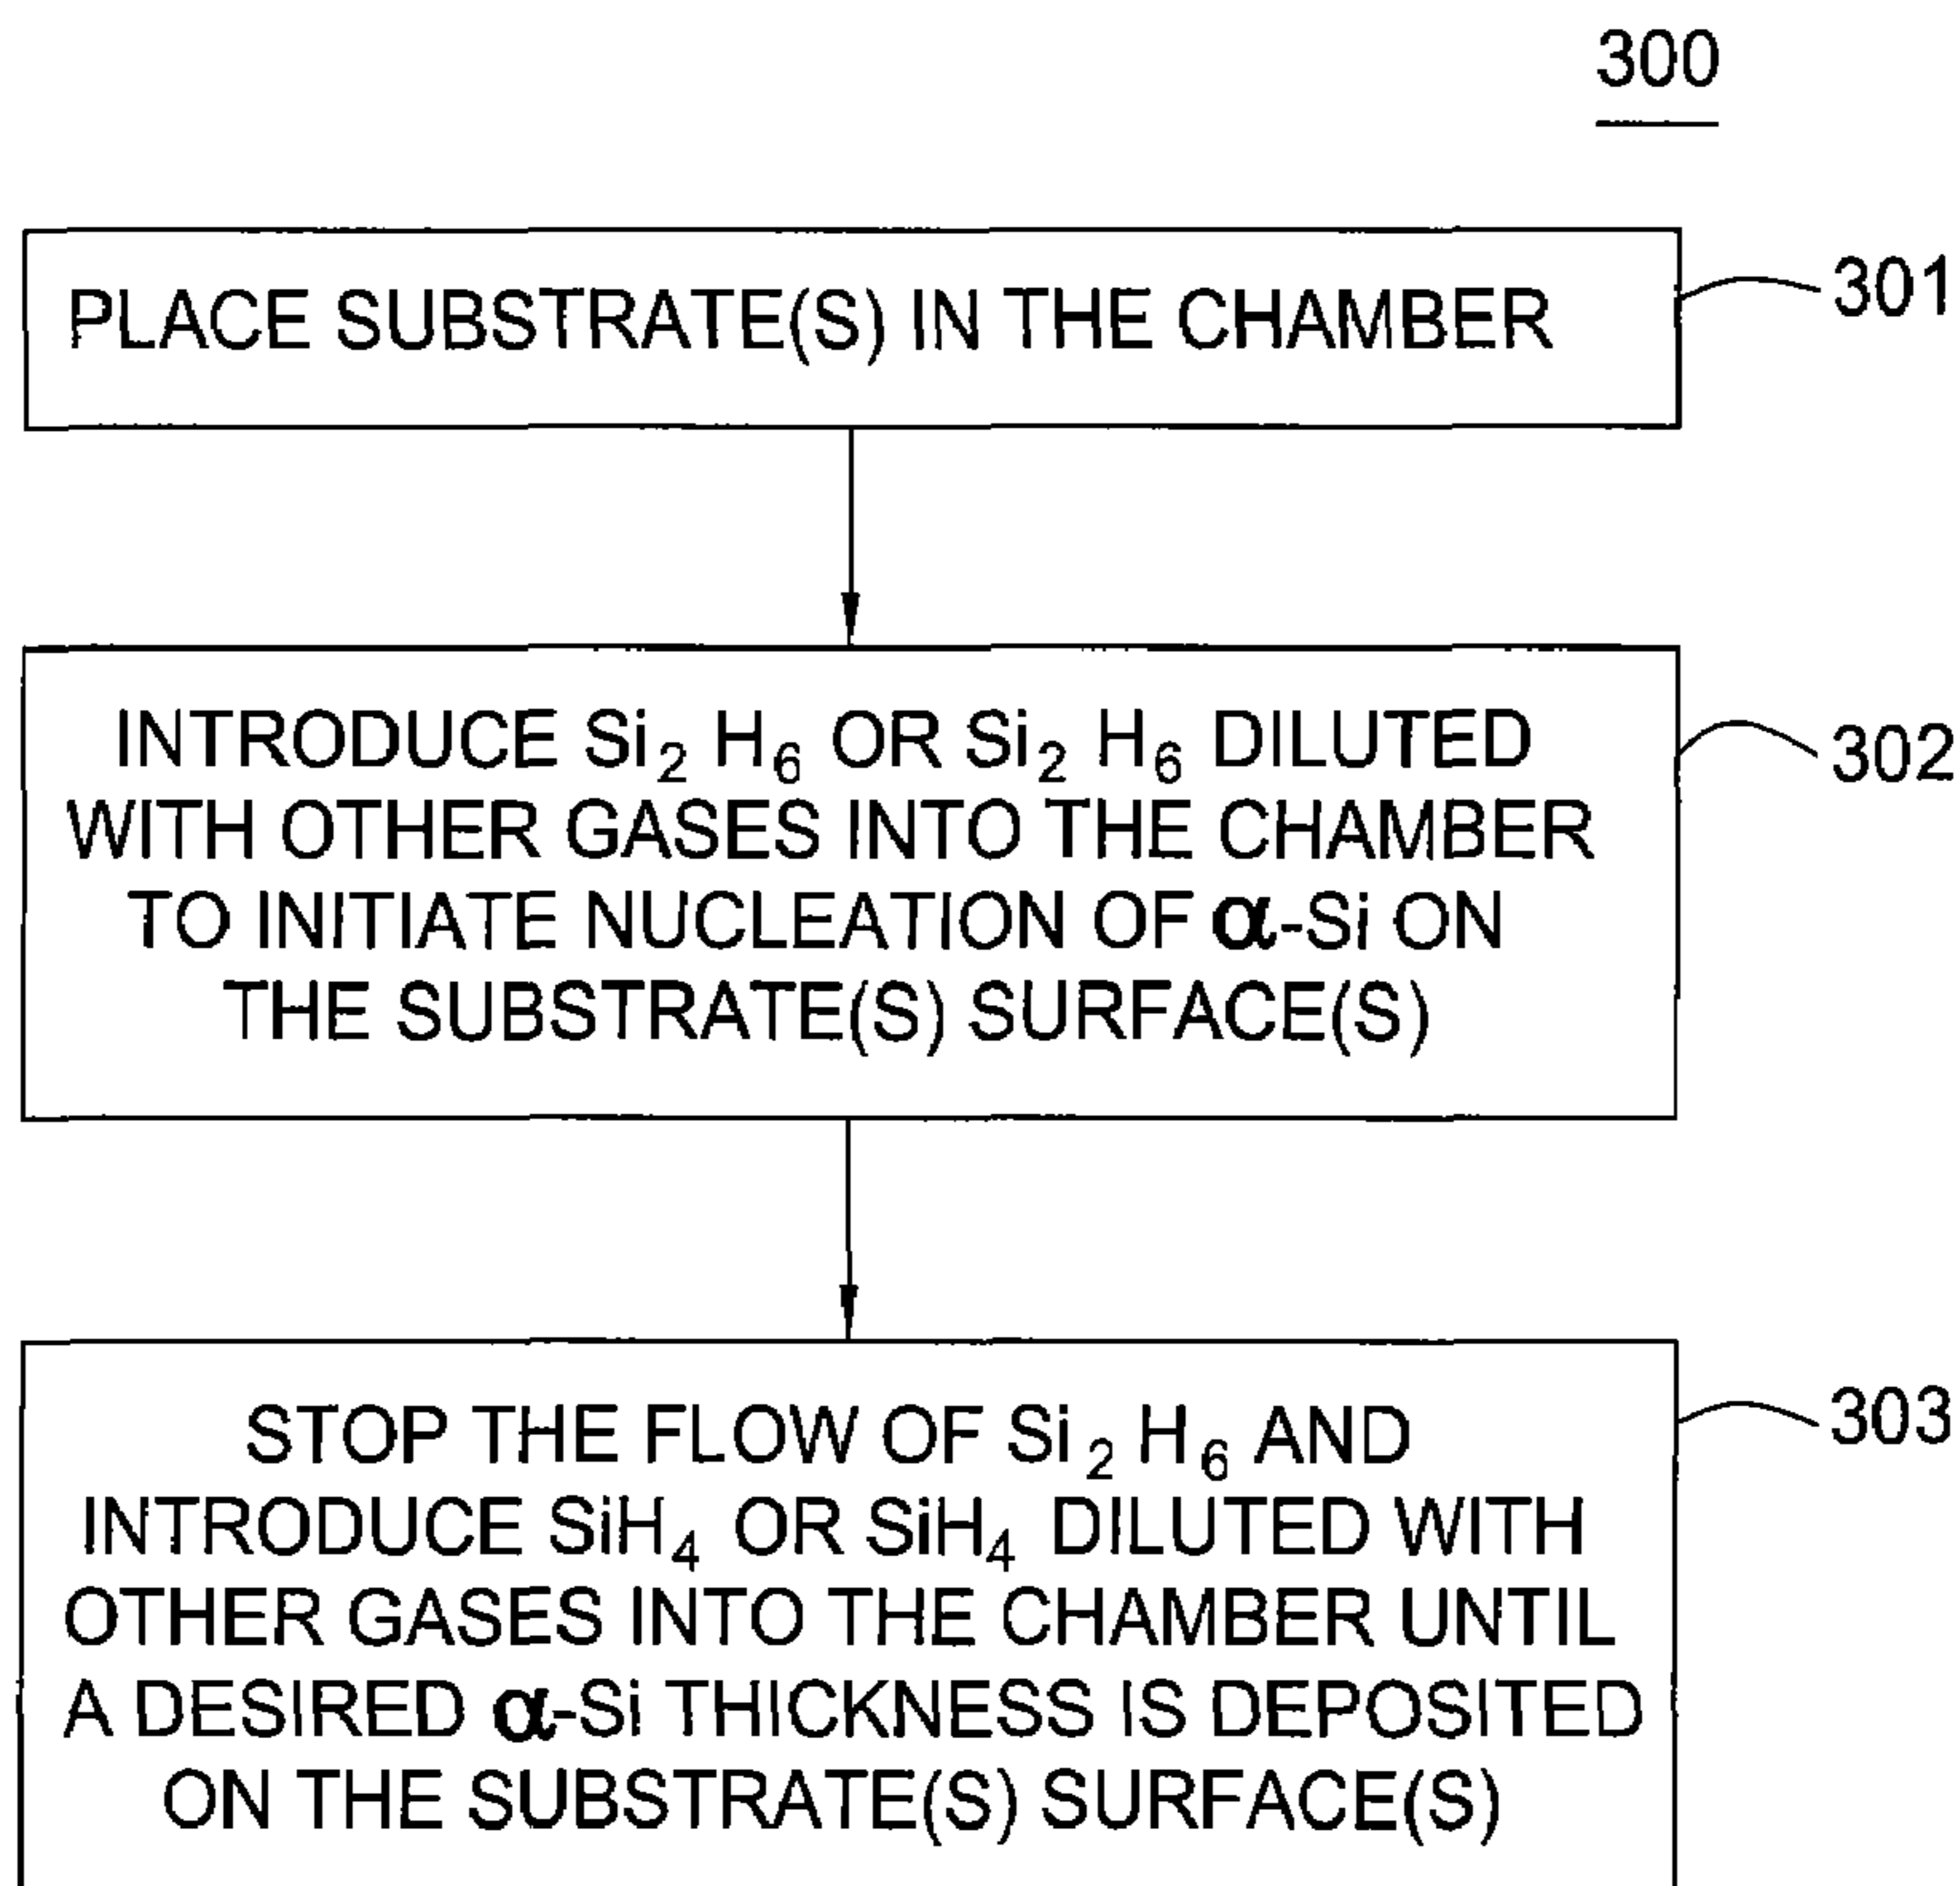 300
PLACE SUBSTRATE(S) IN THE CHAMBER
301
INTRODUCE Si₂ H₆ OR Si₂ H₆ DILUTED
WITH OTHER GASES INTO THE CHAMBER
TO INITIATE NUCLEATION OF α-Si ON
THE SUBSTRATE(S) SURFACE(S)
302
STOP THE FLOW OF Si₂ H₆ AND
INTRODUCE SiH₄ OR SiH₄ DILUTED WITH
OTHER GASES INTO THE CHAMBER UNTIL
A DESIRED α-Si THICKNESS IS DEPOSITED
ON THE SUBSTRATE(S) SURFACE(S)
303